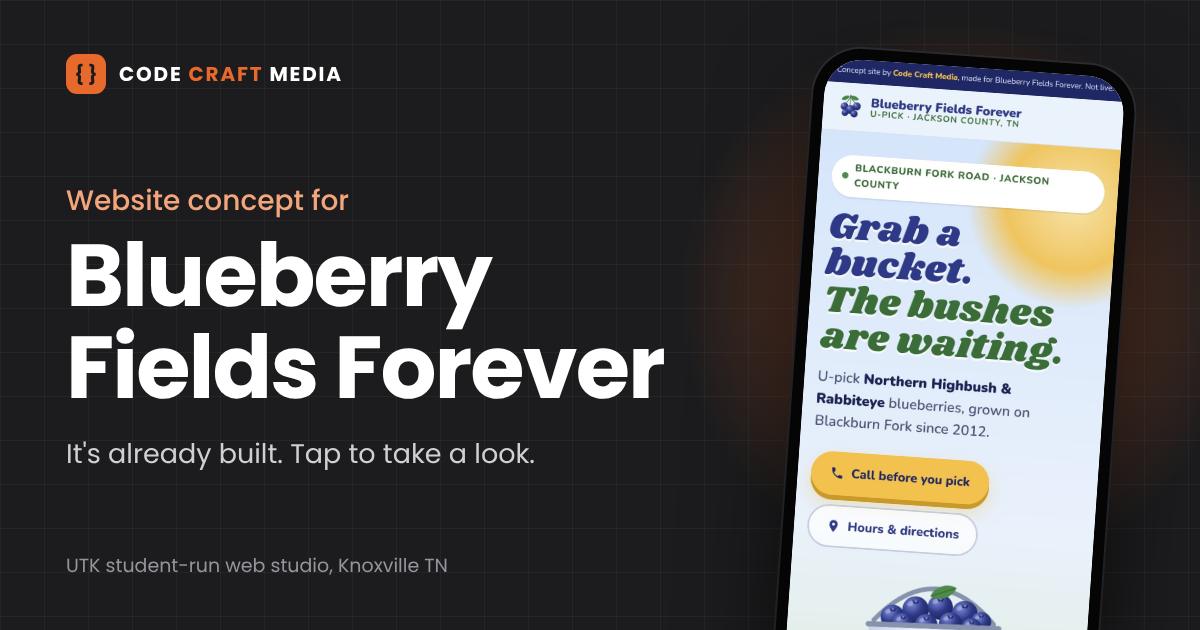 { } CODE CRAFT MEDIA
Website concept for
Blueberry
Fields Forever
It's already built. Tap to take a look.
UTK student-run web studio, Knoxville TN
Concept site by Code Craft Media, made for Blueberry Fields Forever. Not live.
Blueberry Fields Forever
U-PICK · JACKSON COUNTY, TN
BLACKBURN FORK ROAD · JACKSON
COUNTY
Grab a
bucket.
The bushes
are waiting.
U-pick Northern Highbush &
Rabbiteye blueberries, grown on
Blackburn Fork since 2012.
Call before you pick
Hours & directions